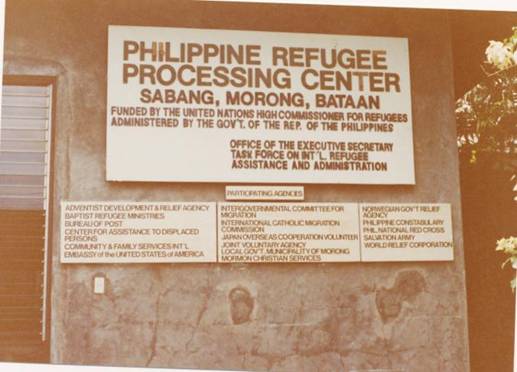 PHILIPPINE REFUGEE
PROCESSING CENTER
SABANG, MORONG, BATAAN
FUNDED BY THE UNITED NATIONS HIGH COMMISSIONER FOR REFUGEES
ADMINISTERED BY THE GOV'T. OF THE REP. OF THE PHILIPPINES
OFFICE OF THE EXECUTIVE SECRETARY
TASK FORCE ON INT'L. REFUGEE
ASSISTANCE AND ADMINISTRATION
PARTICIPATING AGENCIES
ADVENTIST DEVELOPMENT & RELIEF AGENCY
BAPTIST REFUGEE MINISTRIES
BUREAU OF POST
CENTER FOR ASSISTANCE TO DISPLACED
PERSONS
COMMUNITY & FAMILY SERVICES INT'L
EMBASSY of the UNITED STATES of AMERICA
INTERGOVERNMENTAL COMMITTEE FOR
MIGRATION
INTERNATIONAL CATHOLIC MIGRATION
COMMISSION
JAPAN OVERSEAS CO-OPERATION VOLUNTEER
JOINT VOLUNTARY AGENCY
LOCAL GOV'T. MUNICIPALITY OF MORONG
MORMON CHRISTIAN SERVICES
NORWEGIAN GOV'T RELIEF
AGENCY
PHILIPPINE CONSTABULARY
PHIL. NATIONAL RED CROSS
SALVATION ARMY
WORLD RELIEF CORPORATION